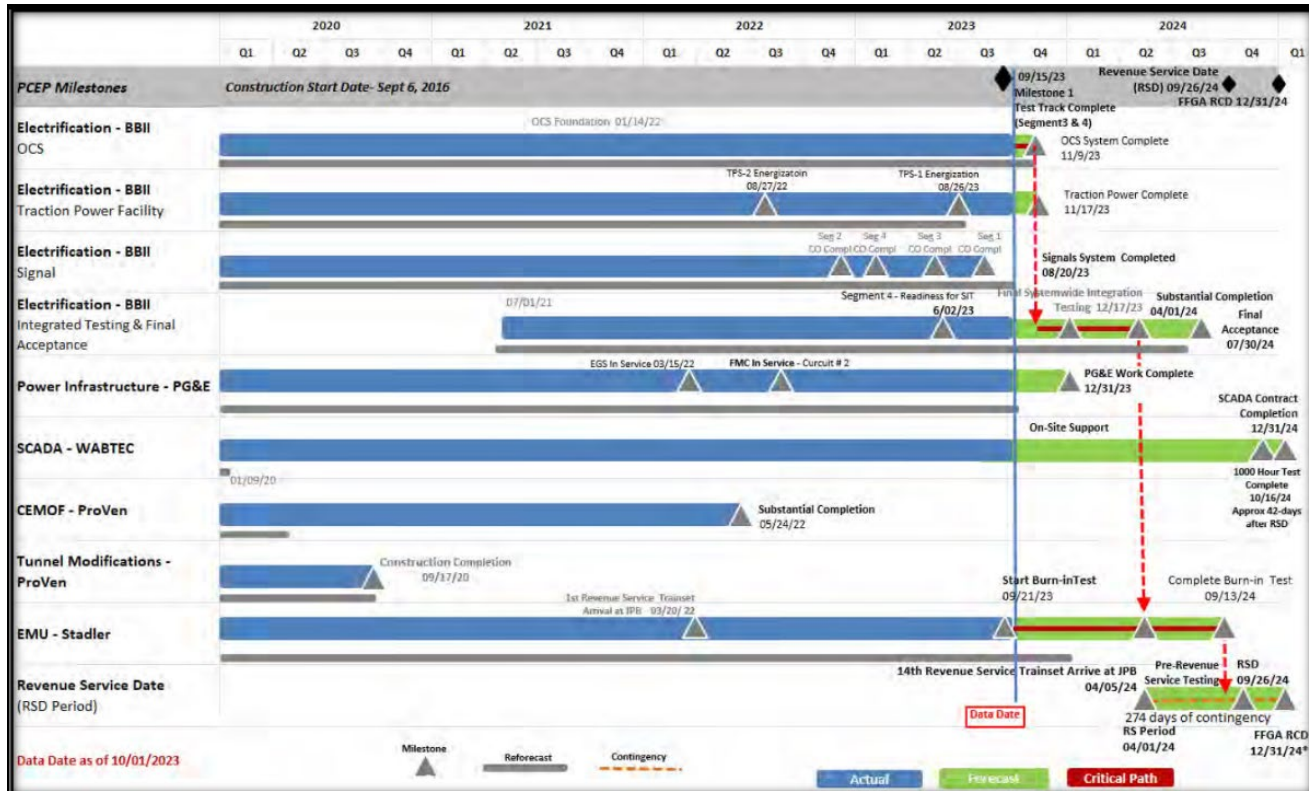 2020 2021 2022 2023 2024
Q1 Q2 Q3 Q4 Q1 Q2 Q3 Q4 Q1 Q2 Q3 Q4 Q1 Q2 Q3 Q4 Q1 Q2 Q3 Q4 Q1
PCEP Milestones
Construction Start Date- Sept 6, 2016
09/15/23
Milestone 1
Test Track Complete
(Segment3 & 4)
Revenue Service Date
(RSD) 09/26/24
FFGA RCD 12/31/24
Electrification - BBII
OCS
OCS Foundation 01/14/22
OCS System Complete
11/9/23
Electrification - BBII
Traction Power Facility
TPS-2 Energizatoin
08/27/22
TPS-1 Energization
08/26/23
Traction Power Complete
11/17/23
Electrification - BBII
Signal
Seg 2 Seg 4 Seg 3 Seg 1
CO Compl CO Compl CO Compl CO Compl
Signals System Completed
08/20/23
Electrification - BBII
Integrated Testing & Final
Acceptance
07/01/21
Segment 4 - Readiness for SIT
6/02/23
Final Systemwide Integration
Testing 12/17/23
Substantial Completion
04/01/24
Final
Acceptance
07/30/24
Power Infrastructure - PG&E
EGS In Service 03/15/22
FMC In Service - Curcuit # 2
PG&E Work Complete
12/31/23
SCADA - WABTEC
01/09/20
On-Site Support
SCADA Contract
Completion
12/31/24
1000 Hour Test
Complete
10/16/24
Approx 42-days
after RSD
CEMOF - ProVen
Substantial Completion
05/24/22
Tunnel Modifications -
ProVen
Construction Completion
09/17/20
EMU - Stadler
1st Revenue Service Trainset
Arrival at JPB - 03/20/ 22
Start Burn-inTest
09/21/23
Complete Burn-in Test
09/13/24
14th Revenue Service Trainset Arrive at JPB
04/05/24
Revenue Service Date
(RSD Period)
Pre-Revenue
Service Testing
RSD
09/26/24
274 days of contingency
RS Period
04/01/24
FFGA RCD
12/31/24*
Data Date
Data Date as of 10/01/2023
Milestone
Reforecast
Contingency
Actual
Forecast
Critical Path